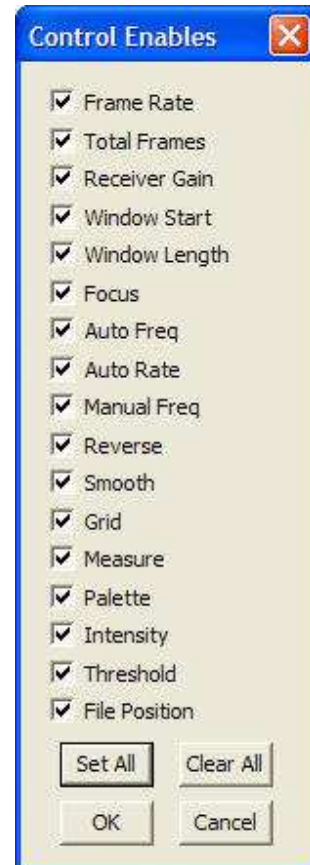 Control Enables
Frame Rate
Total Frames
Receiver Gain
Window Start
Window Length
Focus
Auto Freq
Auto Rate
Manual Freq
Reverse
Smooth
Grid
Measure
Palette
Intensity
Threshold
File Position
Set All Clear All
OK Cancel